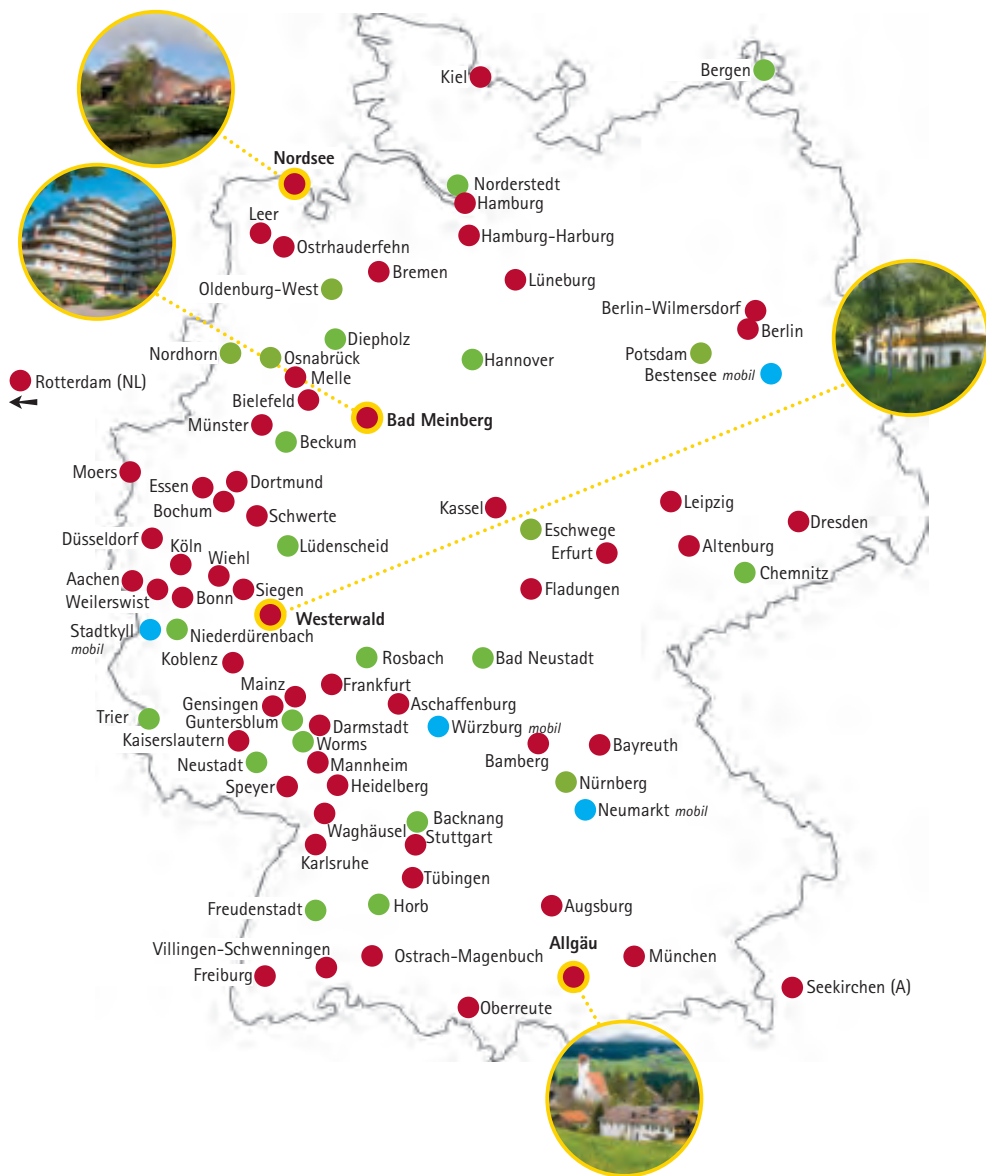 Kiel
Bergen
Nordsee
Norderstedt
Hamburg
Leer
Hamburg-Harburg
Ostrhauderfehn
Bremen
Lüneburg
Oldenburg-West
Berlin-Wilmersdorf
Berlin
Diepholz
Nordhorn
Osnabrück
Hannover
Potsdam
Bestensee mobil
Melle
Rotterdam (NL)
Bielefeld
Bad Meinberg
Münster
Beckum
Moers
Dortmund
Essen
Bochum
Schwerte
Kassel
Leipzig
Dresden
Eschwege
Düsseldorf
Lüdenscheid
Erfurt
Altenburg
Köln
Wiehl
Chemnitz
Aachen
Siegen
Fladungen
Weilerswist
Bonn
Westerwald
Stadtkyll
mobil
Niederdürenbach
Koblenz
Rosbach
Bad Neustadt
Mainz
Frankfurt
Gensingen
Aschaffenburg
Trier
Guntersblum
Darmstadt
Würzburg mobil
Kaiserslautern
Worms
Bamberg
Bayreuth
Neustadt
Mannheim
Speyer
Heidelberg
Nürnberg
Neumarkt mobil
Waghäusel
Backnang
Stuttgart
Karlsruhe
Tübingen
Freudenstadt
Horb
Augsburg
Villingen-Schwenningen
Ostrach-Magenbuch
Allgäu
München
Freiburg
Seekirchen (A)
Oberreute